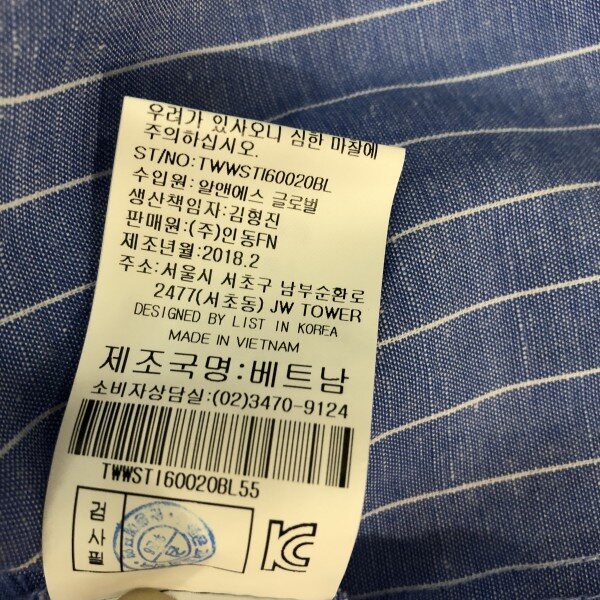 우려가 있사오니 심한 마찰에
주의하십시오.
ST/NO: TWWSTI60020BL
수입원: 알앤에스 글로벌
생산책임자: 김형진
판매원: (주)인동FN
제조년월: 2018.2
주소: 서울시 서초구 남부순환로
2477(서초동) JW TOWER
DESIGNED BY LIST IN KOREA
MADE IN VIETNAM
제조국명: 베트남
소비자상담실: (02)3470-9124
TWWSTI60020BL55
검사필